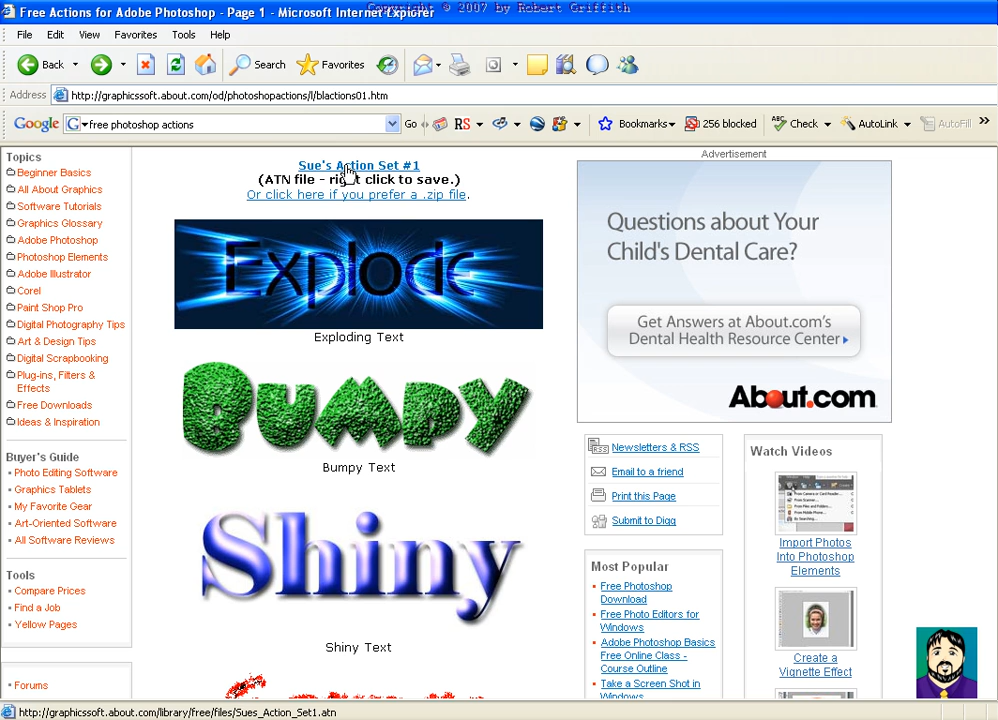 Free Actions for Adobe Photoshop - Page 1 - Microsoft Internet Explorer
Copyright © 2007 by Robert Griffith
File Edit View Favorites Tools Help
Back Search Favorites
Address http://graphicssoft.about.com/od/photoshopactions/l/blactions01.htm
Google G free photoshop actions Go RS Bookmarks 256 blocked ABC Check AutoLink AutoFill »
Topics
Beginner Basics
All About Graphics
Software Tutorials
Graphics Glossary
Adobe Photoshop
Photoshop Elements
Adobe Illustrator
Corel
Paint Shop Pro
Digital Photography Tips
Art & Design Tips
Digital Scrapbooking
Plug-ins, Filters &
Effects
Free Downloads
Ideas & Inspiration
Buyer's Guide
Photo Editing Software
Graphics Tablets
My Favorite Gear
Art-Oriented Software
All Software Reviews
Tools
Compare Prices
Find a Job
Yellow Pages
Forums
Sue's Action Set #1
(ATN file - right click to save.)
Or click here if you prefer a .zip file.
Explode
Exploding Text
Bumpy
Bumpy Text
Shiny
Shiny Text
Advertisement
Questions about Your
Child's Dental Care?
Get Answers at About.com's
Dental Health Resource Center
About.com
RSS
Newsletters & RSS
Email to a friend
Print this Page
Submit to Digg
Most Popular
Free Photoshop
Download
Free Photo Editors for
Windows
Adobe Photoshop Basics
Free Online Class -
Course Outline
Take a Screen Shot in
Windows
Watch Videos
Import Photos
Into Photoshop
Elements
Create a
Vignette Effect
http://graphicssoft.about.com/library/free/files/Sues_Action_Set1.atn